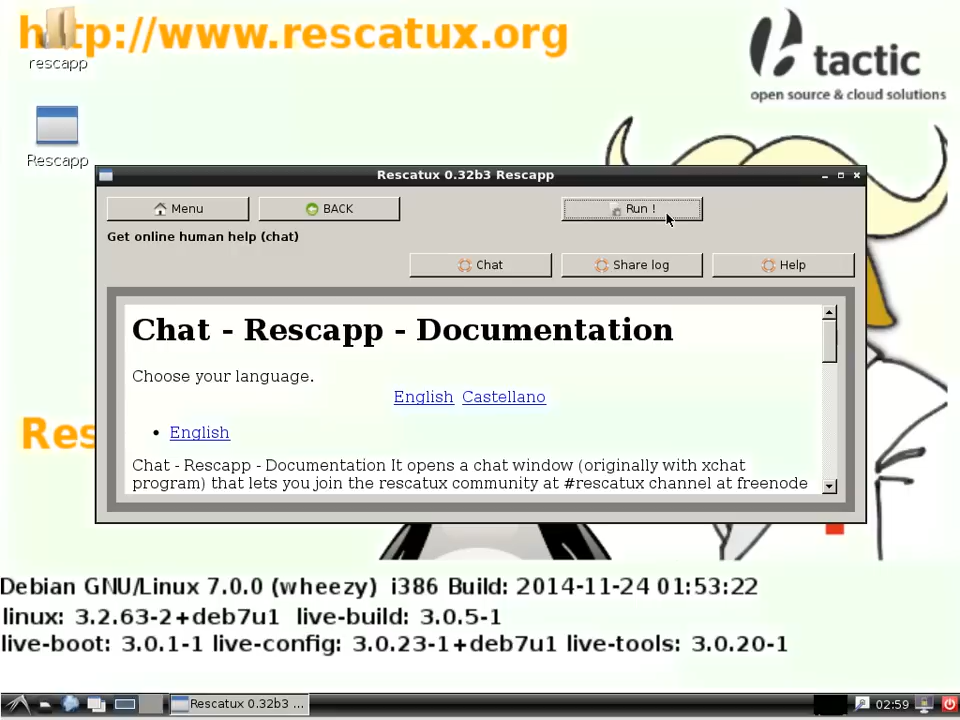 http://www.rescatux.org
rescapp
tactic
open source & cloud solutions
Rescapp
Rescatux 0.32b3 Rescapp
Menu
BACK
Run !
Get online human help (chat)
Chat
Share log
Help
Chat - Rescapp - Documentation
Choose your language.
English Castellano
• English
Chat - Rescapp - Documentation It opens a chat window (originally with xchat
program) that lets you join the rescatux community at #rescatux channel at freenode
Res
Debian GNU/Linux 7.0.0 (wheezy) i386 Build: 2014-11-24 01:53:22
linux: 3.2.63-2+deb7u1 live-build: 3.0.5-1
live-boot: 3.0.1-1 live-config: 3.0.23-1+deb7u1 live-tools: 3.0.20-1
Rescatux 0.32b3 ...
02:59